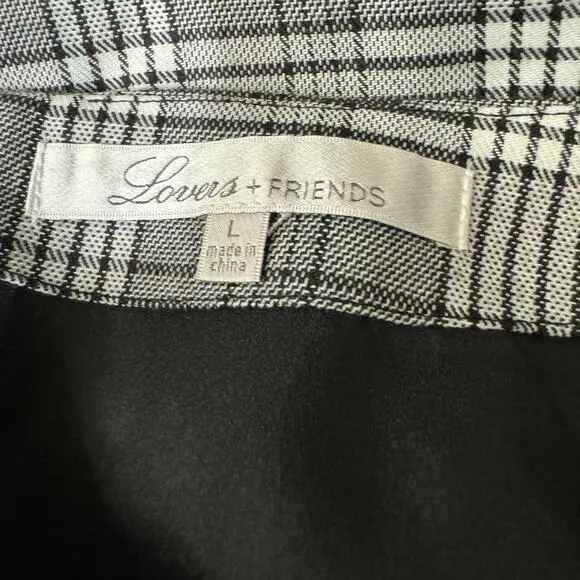 Lovers + FRIENDS
L
made in
china